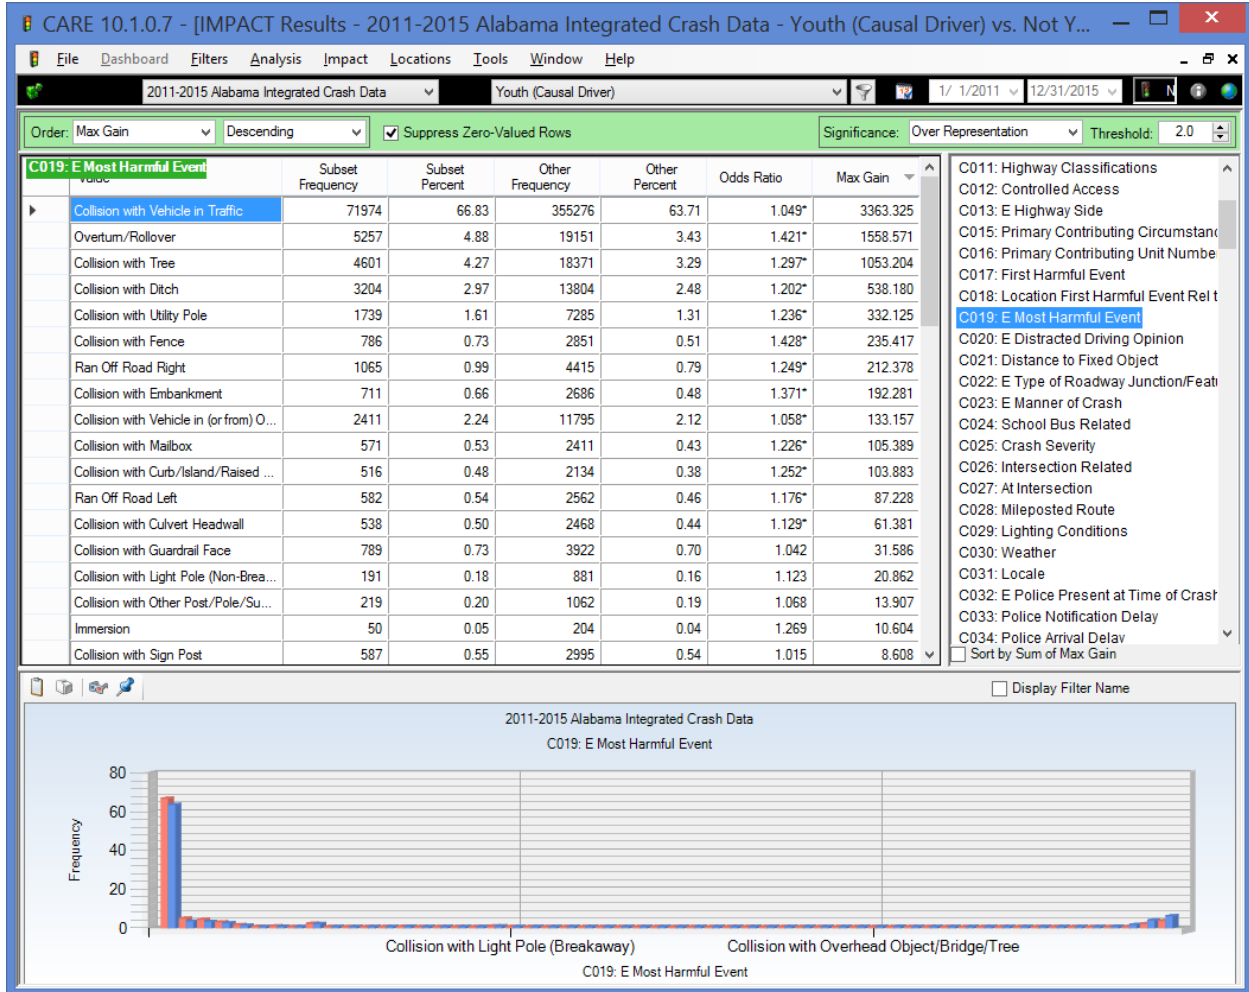 CARE 10.1.0.7 - [IMPACT Results - 2011-2015 Alabama Integrated Crash Data - Youth (Causal Driver) vs. Not Y...
File Dashboard Filters Analysis Impact Locations Tools Window Help
2011-2015 Alabama Integrated Crash Data Youth (Causal Driver) 1/ 1/2011 12/31/2015 N
Order: Max Gain Descending Suppress Zero-Valued Rows Significance: Over Representation Threshold: 2.0
C019: E Most Harmful Event Subset Frequency Subset Percent Other Frequency Other Percent Odds Ratio Max Gain
Collision with Vehicle in Traffic 71974 66.83 355276 63.71 1.049* 3363.325
Overturn/Rollover 5257 4.88 19151 3.43 1.421* 1558.571
Collision with Tree 4601 4.27 18371 3.29 1.297* 1053.204
Collision with Ditch 3204 2.97 13804 2.48 1.202* 538.180
Collision with Utility Pole 1739 1.61 7285 1.31 1.236* 332.125
Collision with Fence 786 0.73 2851 0.51 1.428* 235.417
Ran Off Road Right 1065 0.99 4415 0.79 1.249* 212.378
Collision with Embankment 711 0.66 2686 0.48 1.371* 192.281
Collision with Vehicle in (or from) O... 2411 2.24 11795 2.12 1.058* 133.157
Collision with Mailbox 571 0.53 2411 0.43 1.226* 105.389
Collision with Curb/Island/Raised ... 516 0.48 2134 0.38 1.252* 103.883
Ran Off Road Left 582 0.54 2562 0.46 1.176* 87.228
Collision with Culvert Headwall 538 0.50 2468 0.44 1.129* 61.381
Collision with Guardrail Face 789 0.73 3922 0.70 1.042 31.586
Collision with Light Pole (Non-Brea... 191 0.18 881 0.16 1.123 20.862
Collision with Other Post/Pole/Su... 219 0.20 1062 0.19 1.068 13.907
Immersion 50 0.05 204 0.04 1.269 10.604
Collision with Sign Post 587 0.55 2995 0.54 1.015 8.608
C011: Highway Classifications
C012: Controlled Access
C013: E Highway Side
C015: Primary Contributing Circumstanc
C016: Primary Contributing Unit Numbe
C017: First Harmful Event
C018: Location First Harmful Event Rel t
C019: E Most Harmful Event
C020: E Distracted Driving Opinion
C021: Distance to Fixed Object
C022: E Type of Roadway Junction/Featu
C023: E Manner of Crash
C024: School Bus Related
C025: Crash Severity
C026: Intersection Related
C027: At Intersection
C028: Mileposted Route
C029: Lighting Conditions
C030: Weather
C031: Locale
C032: E Police Present at Time of Crash
C033: Police Notification Delay
C034: Police Arrival Delay
Sort by Sum of Max Gain
Display Filter Name
2011-2015 Alabama Integrated Crash Data
C019: E Most Harmful Event
80
60
40
20
0
Frequency
Collision with Light Pole (Breakaway) Collision with Overhead Object/Bridge/Tree
C019: E Most Harmful Event